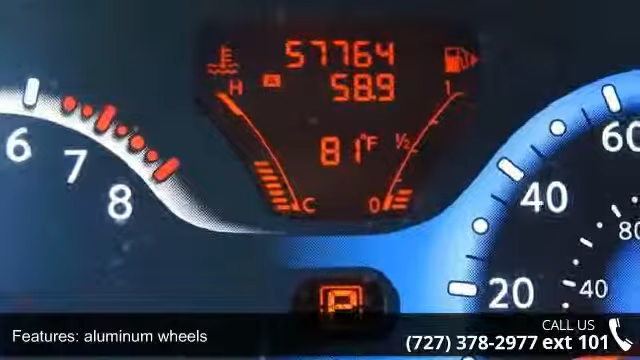 57764
A 58.9
H 1
81°F ½
C 0
6 7 8
60
40
20
80
40
P
Features: aluminum wheels
CALL US
(727) 378-2977 ext 101